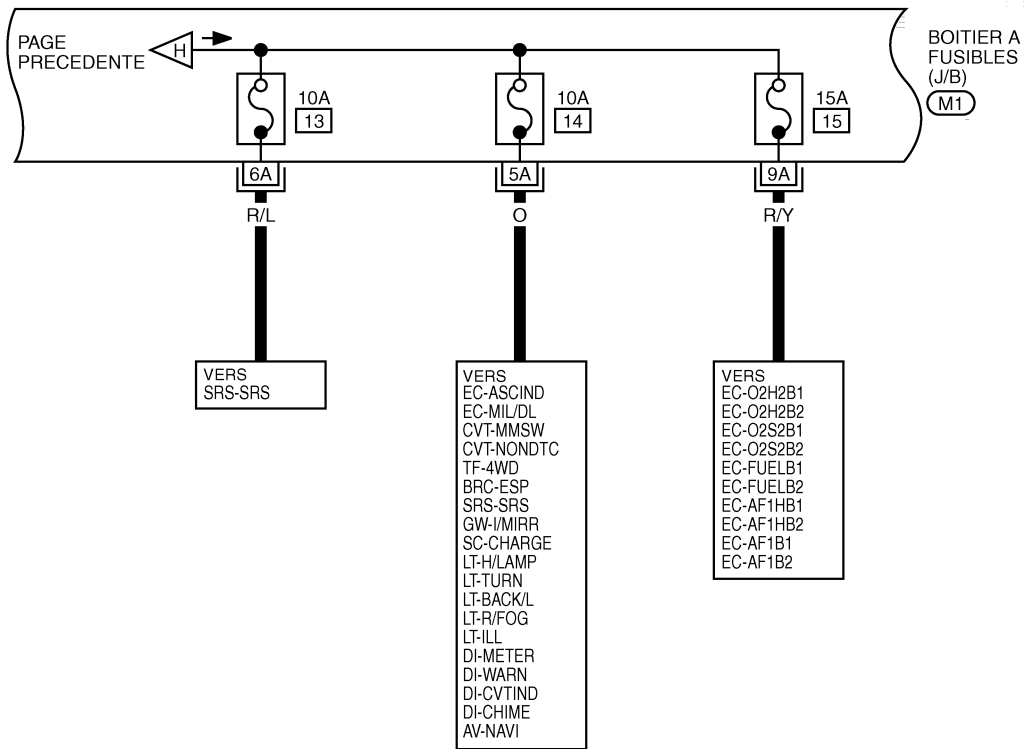 PAGE
PRECEDENTE
H
BOITIER A
FUSIBLES
(J/B)
M1
10A
13
10A
14
15A
15
6A
5A
9A
R/L
O
R/Y
VERS
SRS-SRS
VERS
EC-ASCIND
EC-MIL/DL
CVT-MMSW
CVT-NONDTC
TF-4WD
BRC-ESP
SRS-SRS
GW-I/MIRR
SC-CHARGE
LT-H/LAMP
LT-TURN
LT-BACK/L
LT-R/FOG
LT-ILL
DI-METER
DI-WARN
DI-CVTIND
DI-CHIME
AV-NAVI
VERS
EC-O2H2B1
EC-O2H2B2
EC-O2S2B1
EC-O2S2B2
EC-FUELB1
EC-FUELB2
EC-AF1HB1
EC-AF1HB2
EC-AF1B1
EC-AF1B2